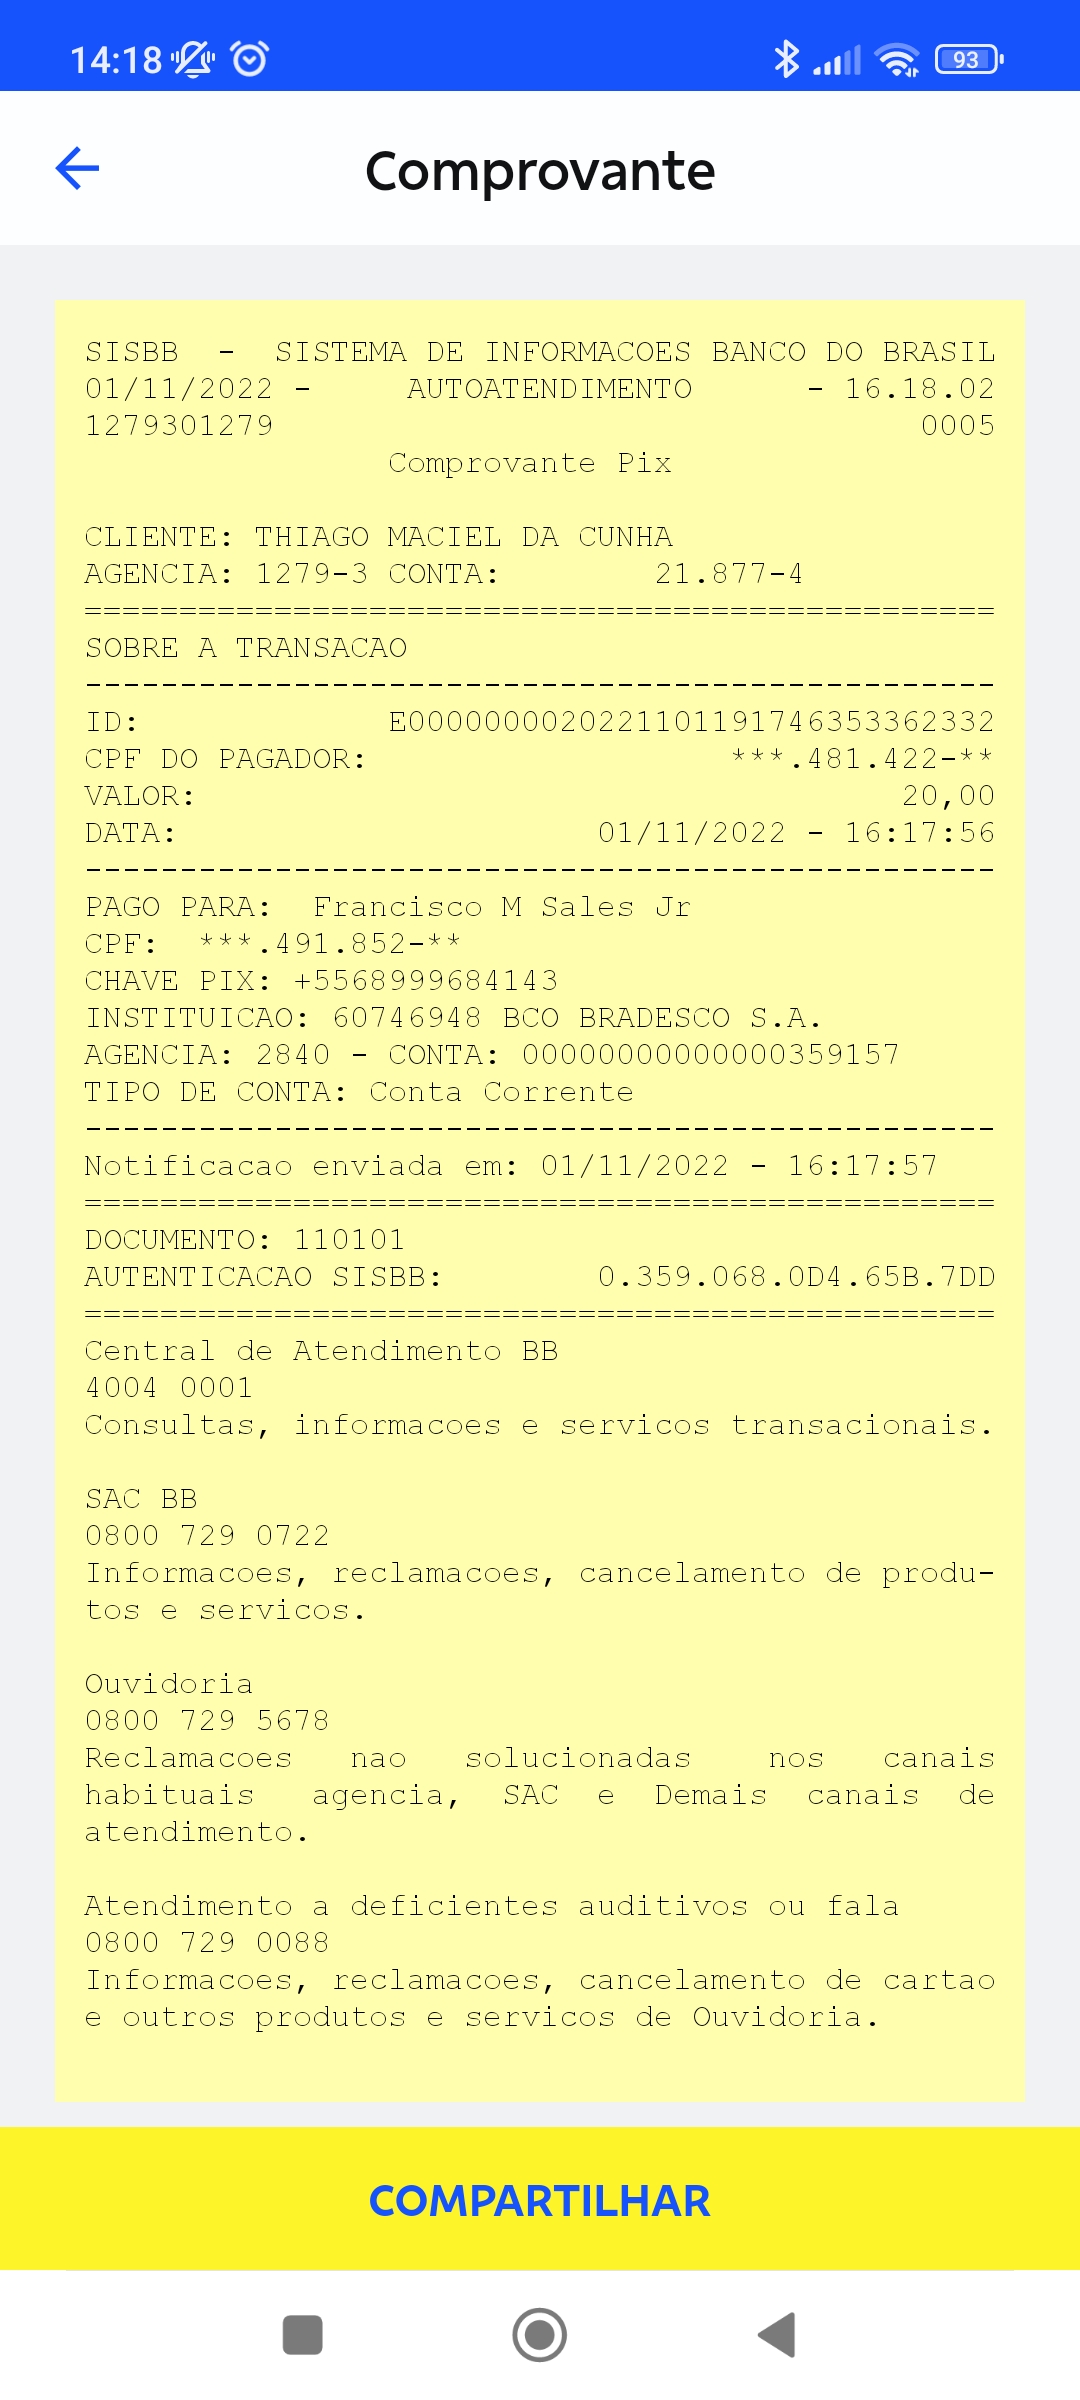 14:18
93
Comprovante
SISBB - SISTEMA DE INFORMACOES BANCO DO BRASIL
01/11/2022 - AUTOATENDIMENTO - 16.18.02
1279301279 0005
Comprovante Pix
CLIENTE: THIAGO MACIEL DA CUNHA
AGENCIA: 1279-3 CONTA: 21.877-4
================================================
SOBRE A TRANSACAO
------------------------------------------------
ID: E00000000202211011917463533623​32
CPF DO PAGADOR: ***.481.422-**
VALOR: 20,00
DATA: 01/11/2022 - 16:17:56
------------------------------------------------
PAGO PARA: Francisco M Sales Jr
CPF: ***.491.852-**
CHAVE PIX: +5568999684143
INSTITUICAO: 60746948 BCO BRADESCO S.A.
AGENCIA: 2840 - CONTA: 00000000000000359157
TIPO DE CONTA: Conta Corrente
------------------------------------------------
Notificacao enviada em: 01/11/2022 - 16:17:57
================================================
DOCUMENTO: 110101
AUTENTICACAO SISBB: 0.359.068.0D4.65B.7DD
================================================
Central de Atendimento BB
4004 0001
Consultas, informacoes e servicos transacionais.
SAC BB
0800 729 0722
Informacoes, reclamacoes, cancelamento de produ-
tos e servicos.
Ouvidoria
0800 729 5678
Reclamacoes nao solucionadas nos canais
habituais agencia, SAC e Demais canais de
atendimento.
Atendimento a deficientes auditivos ou fala
0800 729 0088
Informacoes, reclamacoes, cancelamento de cartao
e outros produtos e servicos de Ouvidoria.
COMPARTILHAR